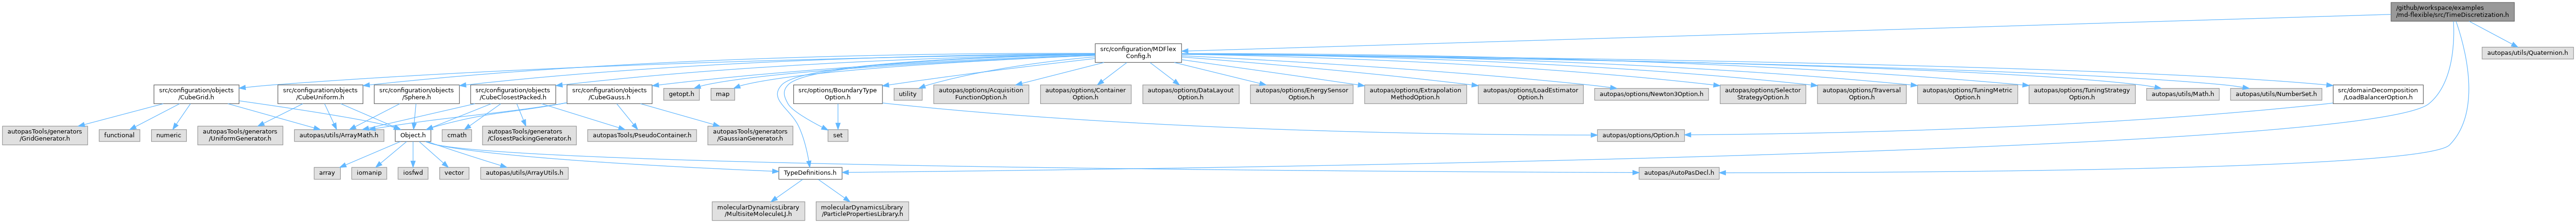 /github/workspace/examples
/md-flexible/src/TimeDiscretization.h
src/configuration/MDFlex
Config.h
autopas/utils/Quaternion.h
src/configuration/objects
/CubeGrid.h
src/configuration/objects
/CubeUniform.h
src/configuration/objects
/Sphere.h
src/configuration/objects
/CubeClosestPacked.h
src/configuration/objects
/CubeGauss.h
getopt.h
map
src/options/BoundaryType
Option.h
utility
autopas/options/Acquisition
FunctionOption.h
autopas/options/Container
Option.h
autopas/options/DataLayout
Option.h
autopas/options/EnergySensor
Option.h
autopas/options/Extrapolation
MethodOption.h
autopas/options/LoadEstimator
Option.h
autopas/options/Newton3Option.h
autopas/options/Selector
StrategyOption.h
autopas/options/Traversal
Option.h
autopas/options/TuningMetric
Option.h
autopas/options/TuningStrategy
Option.h
autopas/utils/Math.h
autopas/utils/NumberSet.h
src/domainDecomposition
/LoadBalancerOption.h
autopasTools/generators
/GridGenerator.h
functional
numeric
autopasTools/generators
/UniformGenerator.h
autopas/utils/ArrayMath.h
Object.h
cmath
autopasTools/generators
/ClosestPackingGenerator.h
autopasTools/PseudoContainer.h
autopasTools/generators
/GaussianGenerator.h
set
autopas/options/Option.h
array
iomanip
iosfwd
vector
autopas/utils/ArrayUtils.h
TypeDefinitions.h
autopas/AutoPasDecl.h
molecularDynamicsLibrary
/MultisiteMoleculeLJ.h
molecularDynamicsLibrary
/ParticlePropertiesLibrary.h